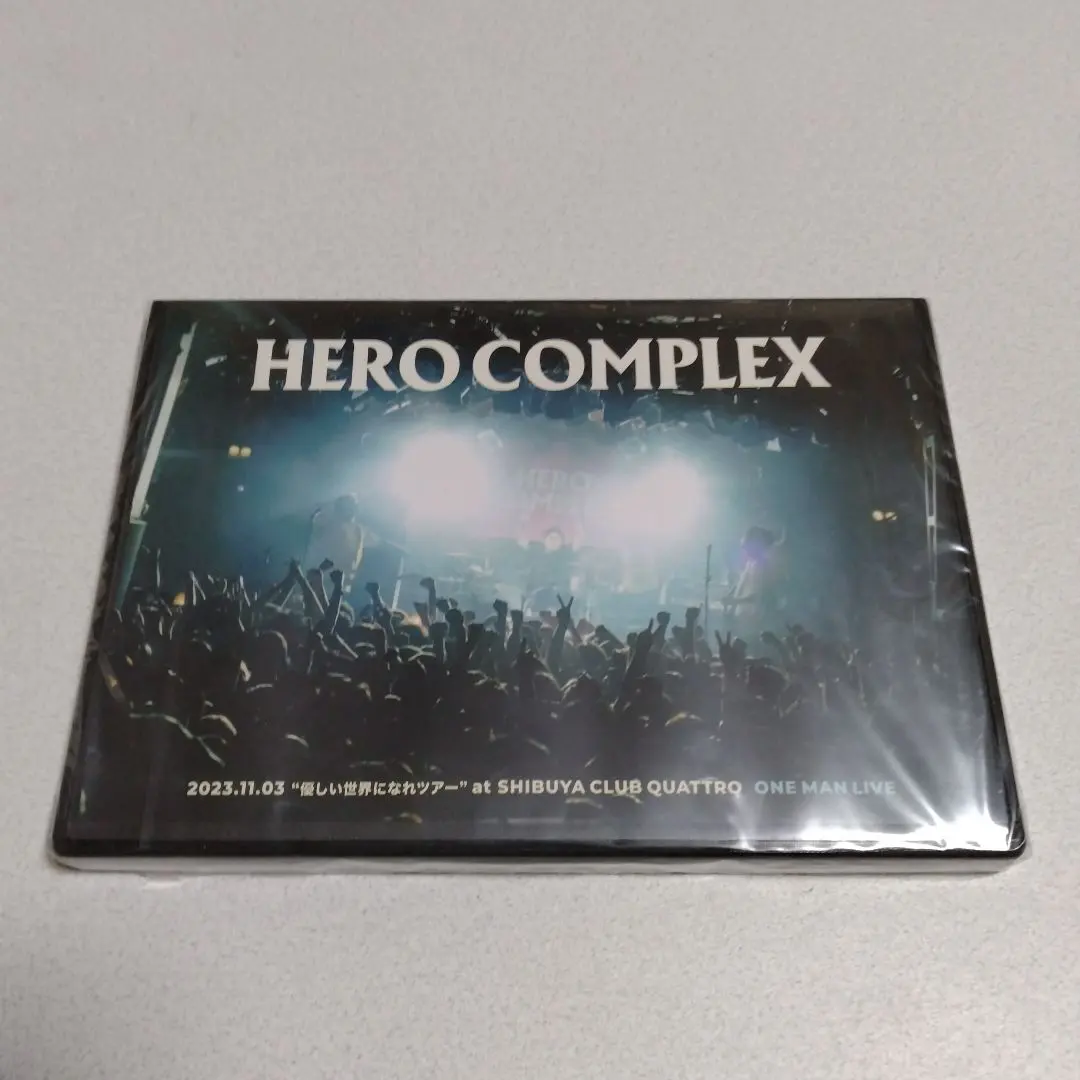 HERO COMPLEX
HERO
2023.11.03 “優しい世界になれツアー” at SHIBUYA CLUB QUATTRO ONE MAN LIVE